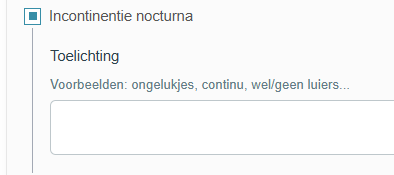 Incontinentie nocturna
Toelichting
Voorbeelden: ongelukjes, continu, wel/geen luiers...